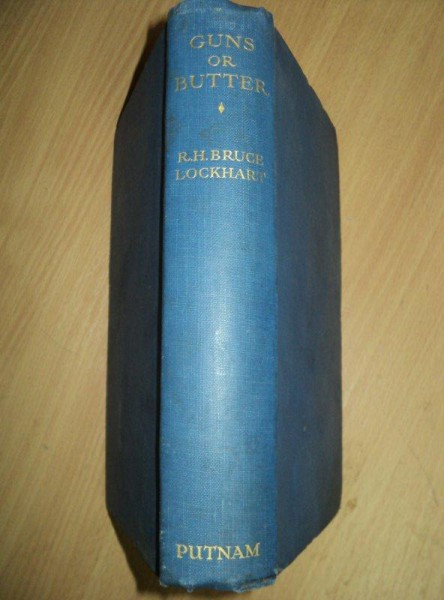 GUNS
OR
BUTTER
R.H. BRUCE
LOCKHART
PUTNAM